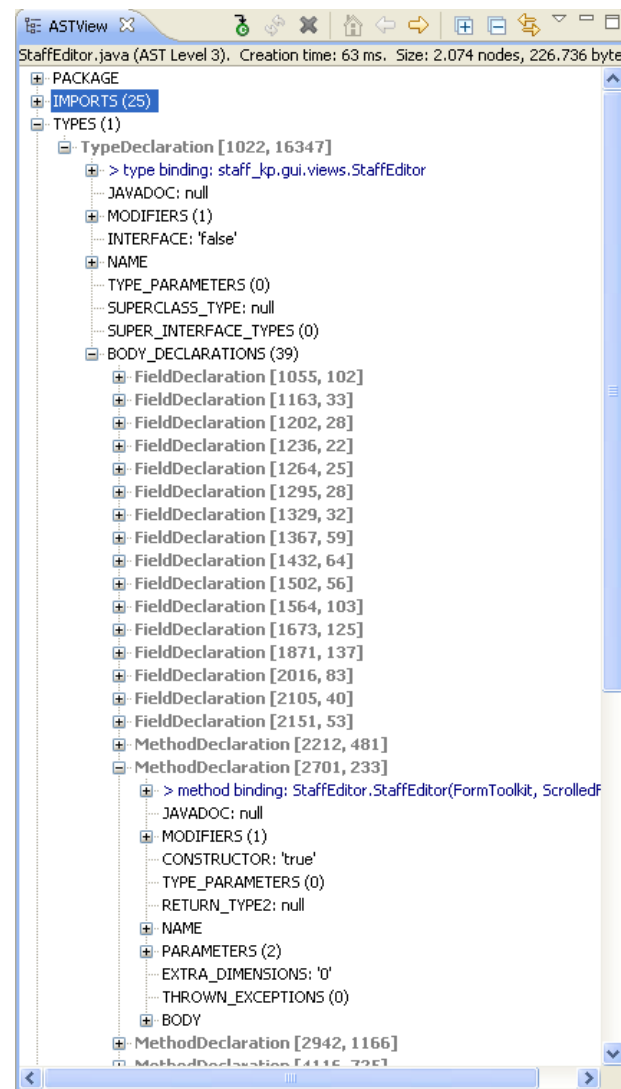 ASTView
StaffEditor.java (AST Level 3). Creation time: 63 ms. Size: 2.074 nodes, 226.736 byte
PACKAGE
IMPORTS (25)
TYPES (1)
TypeDeclaration [1022, 16347]
> type binding: staff_kp.gui.views.StaffEditor
JAVADOC: null
MODIFIERS (1)
INTERFACE: 'false'
NAME
TYPE_PARAMETERS (0)
SUPERCLASS_TYPE: null
SUPER_INTERFACE_TYPES (0)
BODY_DECLARATIONS (39)
FieldDeclaration [1055, 102]
FieldDeclaration [1163, 33]
FieldDeclaration [1202, 28]
FieldDeclaration [1236, 22]
FieldDeclaration [1264, 25]
FieldDeclaration [1295, 28]
FieldDeclaration [1329, 32]
FieldDeclaration [1367, 59]
FieldDeclaration [1432, 64]
FieldDeclaration [1502, 56]
FieldDeclaration [1564, 103]
FieldDeclaration [1673, 125]
FieldDeclaration [1871, 137]
FieldDeclaration [2016, 83]
FieldDeclaration [2105, 40]
FieldDeclaration [2151, 53]
MethodDeclaration [2212, 481]
MethodDeclaration [2701, 233]
> method binding: StaffEditor.StaffEditor(FormToolkit, ScrolledF
JAVADOC: null
MODIFIERS (1)
CONSTRUCTOR: 'true'
TYPE_PARAMETERS (0)
RETURN_TYPE2: null
NAME
PARAMETERS (2)
EXTRA_DIMENSIONS: '0'
THROWN_EXCEPTIONS (0)
BODY
MethodDeclaration [2942, 1166]
MethodDeclaration [4116, 725]